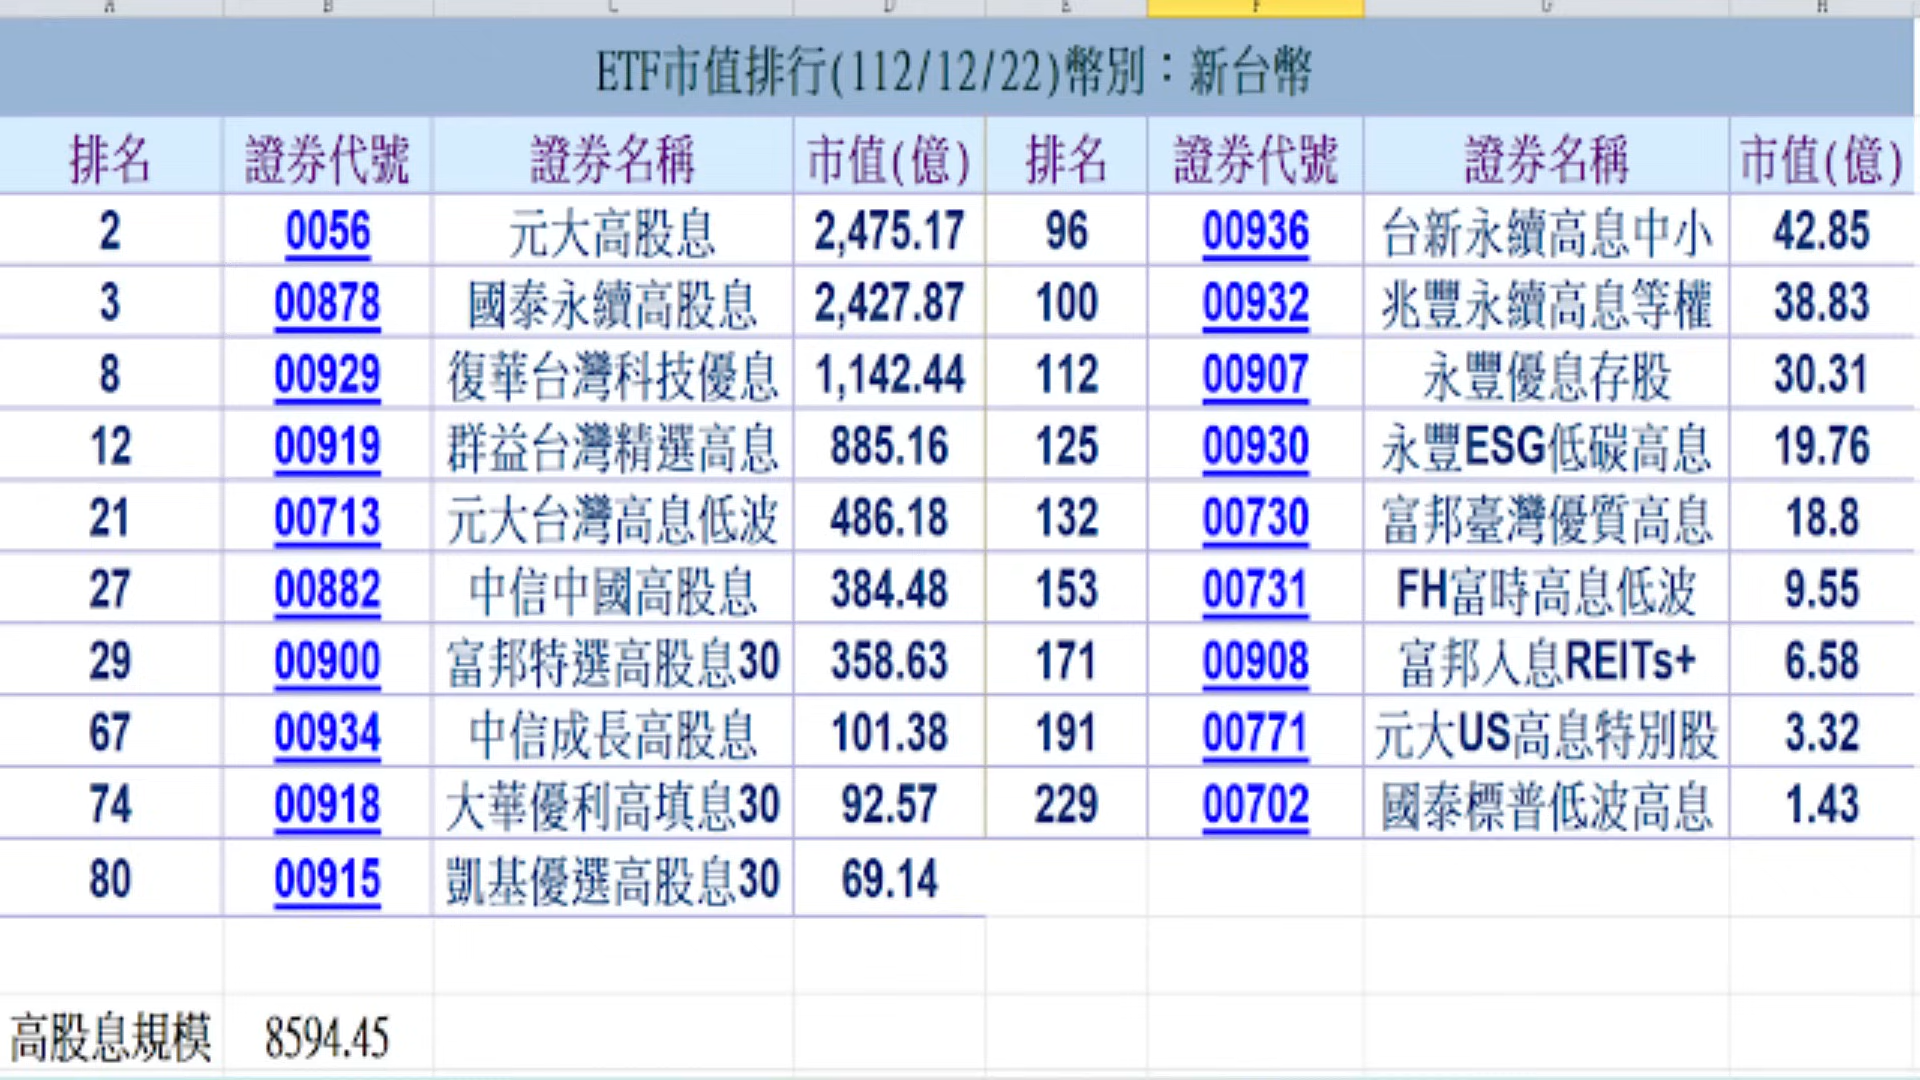 A B C D E F G H
ETF市值排行(112/12/22)幣別：新台幣
排名 證券代號 證券名稱 市值(億) 排名 證券代號 證券名稱 市值(億)
2 0056 元大高股息 2,475.17 96 00936 台新永續高息中小 42.85
3 00878 國泰永續高股息 2,427.87 100 00932 兆豐永續高息等權 38.83
8 00929 復華台灣科技優息 1,142.44 112 00907 永豐優息存股 30.31
12 00919 群益台灣精選高息 885.16 125 00930 永豐ESG低碳高息 19.76
21 00713 元大台灣高息低波 486.18 132 00730 富邦臺灣優質高息 18.8
27 00882 中信中國高股息 384.48 153 00731 FH富時高息低波 9.55
29 00900 富邦特選高股息30 358.63 171 00908 富邦入息REITs+ 6.58
67 00934 中信成長高股息 101.38 191 00771 元大US高息特別股 3.32
74 00918 大華優利高填息30 92.57 229 00702 國泰標普低波高息 1.43
80 00915 凱基優選高股息30 69.14
高股息規模 8594.45